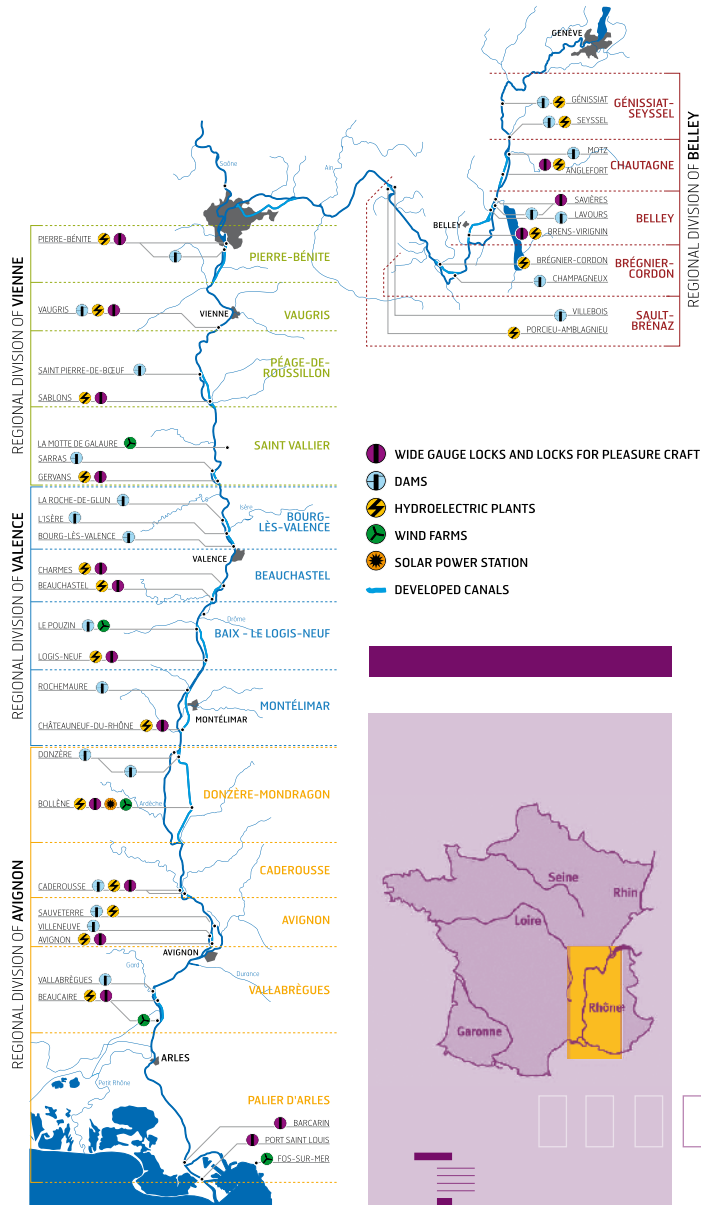 GENÈVE
GÉNISSIAT
SEYSSEL
GÉNISSIAT-
SEYSSEL
MOTZ
ANGLEFORT
CHAUTAGNE
SAVIÈRES
LAVOURS
BRENS-VIRIGNIN
BELLEY
BELLEY
BRÉGNIER-CORDON
CHAMPAGNEUX
BRÉGNIER-
CORDON
VILLEBOIS
PORCIEU-AMBLAGNIEU
SAULT-
BRÉNAZ
REGIONAL DIVISION OF BELLEY
Saône
Ain
REGIONAL DIVISION OF VIENNE
PIERRE-BÉNITE
PIERRE-BÉNITE
VAUGRIS
VIENNE
VAUGRIS
SAINT PIERRE-DE-BŒUF
SABLONS
PÉAGE-DE-
ROUSSILLON
LA MOTTE DE GALAURE
SARRAS
GERVANS
SAINT VALLIER
REGIONAL DIVISION OF VALENCE
LA ROCHE-DE-GLUN
L'ISÈRE
BOURG-LÈS-VALENCE
Isère
BOURG-
LÈS-VALENCE
VALENCE
CHARMES
BEAUCHASTEL
BEAUCHASTEL
Drôme
LE POUZIN
LOGIS-NEUF
BAIX - LE LOGIS-NEUF
ROCHEMAURE
CHÂTEAUNEUF-DU-RHÔNE
MONTÉLIMAR
MONTÉLIMAR
REGIONAL DIVISION OF AVIGNON
DONZÈRE
BOLLÈNE
Ardèche
DONZÈRE-MONDRAGON
CADEROUSSE
CADEROUSSE
SAUVETERRE
VILLENEUVE
AVIGNON
AVIGNON
AVIGNON
Gard
Durance
VALLABRÈGUES
BEAUCAIRE
VALLABRÈGUES
ARLES
Petit Rhône
PALIER D'ARLES
BARCARIN
PORT SAINT LOUIS
FOS-SUR-MER
WIDE GAUGE LOCKS AND LOCKS FOR PLEASURE CRAFT
DAMS
HYDROELECTRIC PLANTS
WIND FARMS
SOLAR POWER STATION
DEVELOPED CANALS
Seine
Rhin
Loire
Rhône
Garonne